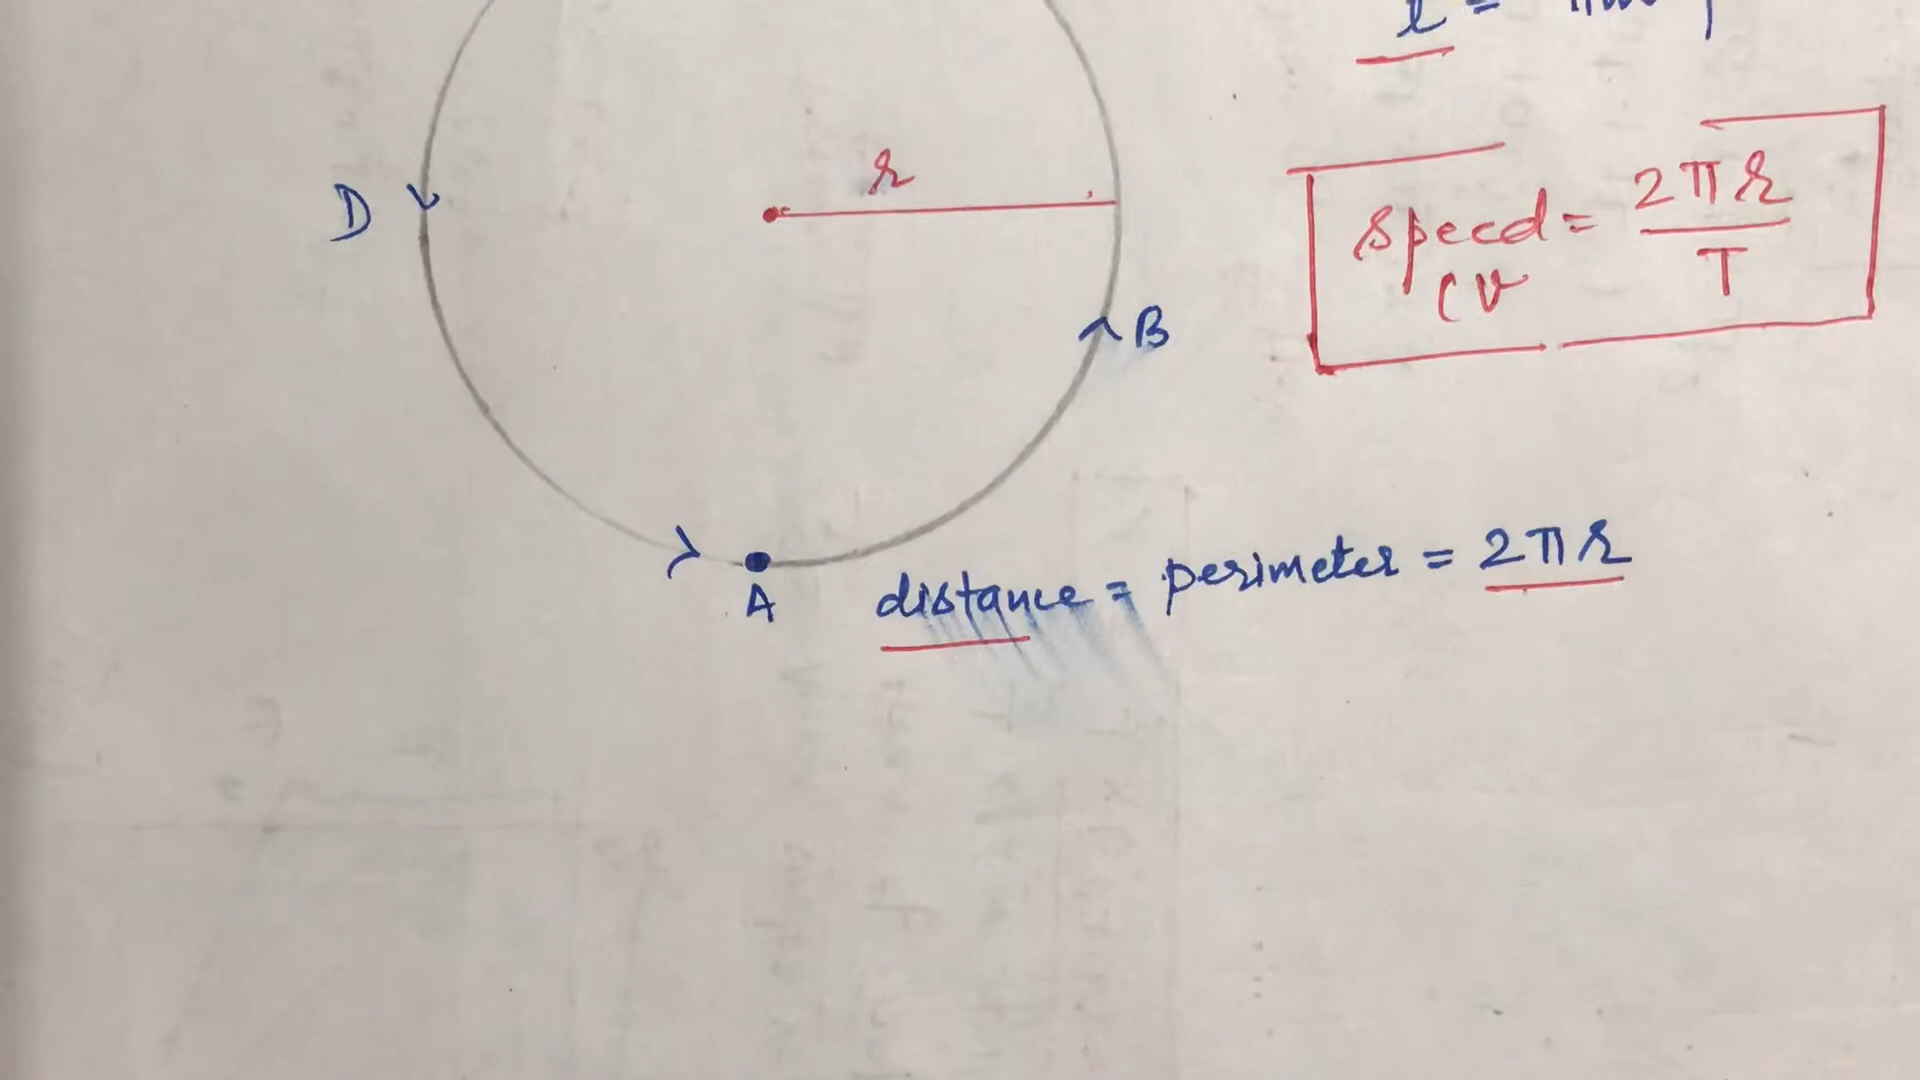 r
D
speed = 2πr / T
(v
B
A
distance = perimeter = 2πr